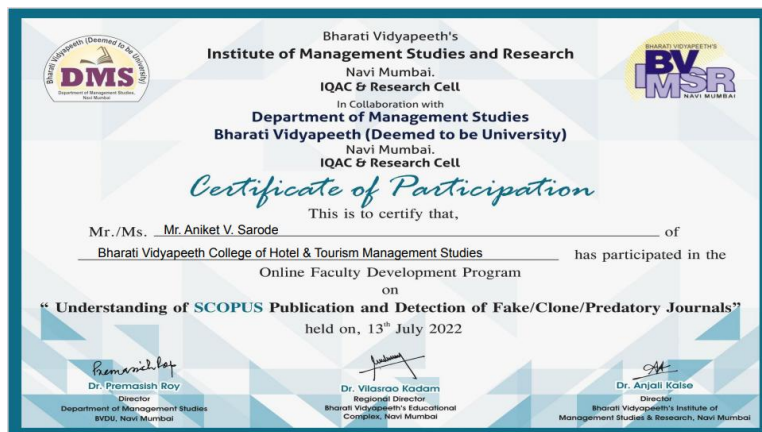 Bharati Vidyapeeth (Deemed to be University)
DMS
Department of Management Studies,
Navi Mumbai
Bharati Vidyapeeth's
Institute of Management Studies and Research
Navi Mumbai.
IQAC & Research Cell
In Collaboration with
Department of Management Studies
Bharati Vidyapeeth (Deemed to be University)
Navi Mumbai.
IQAC & Research Cell
BHARATI VIDYAPEETH'S
BV
IMSR
NAVI MUMBAI
Certificate of Participation
This is to certify that,
Mr./Ms. Mr. Aniket V. Sarode of
Bharati Vidyapeeth College of Hotel & Tourism Management Studies has participated in the
Online Faculty Development Program
on
“ Understanding of SCOPUS Publication and Detection of Fake/Clone/Predatory Journals”
held on, 13th July 2022
Premasish Roy
Dr. Premasish Roy
Director
Department of Management Studies
BVDU, Navi Mumbai
Dr. Vilasrao Kadam
Regional Director
Bharati Vidyapeeth's Educational
Complex, Navi Mumbai
Dr. Anjali Kalse
Director
Bharati Vidyapeeth's Institute of
Management Studies & Research, Navi Mumbai